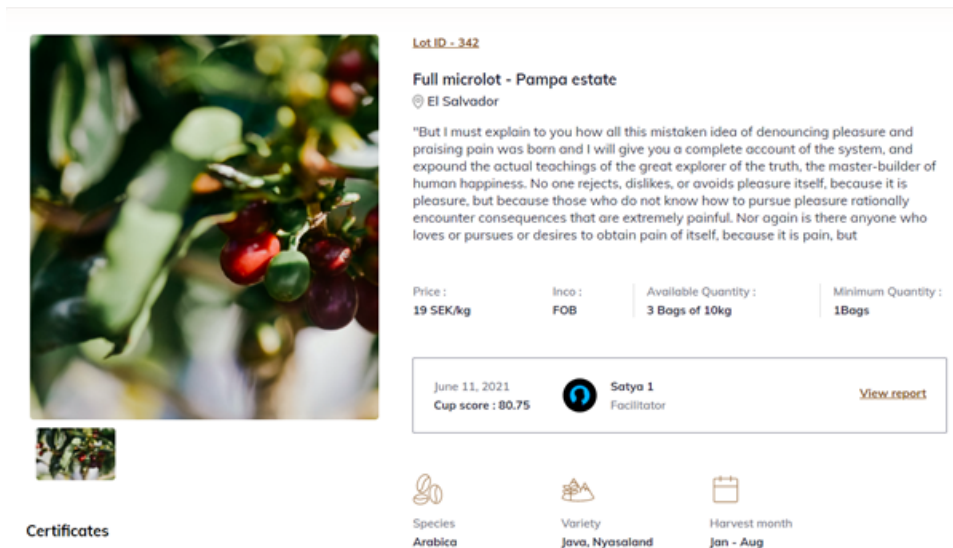 Lot ID - 342
Full microlot - Pampa estate
El Salvador
"But I must explain to you how all this mistaken idea of denouncing pleasure and
praising pain was born and I will give you a complete account of the system, and
expound the actual teachings of the great explorer of the truth, the master-builder of
human happiness. No one rejects, dislikes, or avoids pleasure itself, because it is
pleasure, but because those who do not know how to pursue pleasure rationally
encounter consequences that are extremely painful. Nor again is there anyone who
loves or pursues or desires to obtain pain of itself, because it is pain, but
Price : Inco : Available Quantity : Minimum Quantity :
19 SEK/kg FOB 3 Bags of 10kg 1Bags
June 11, 2021 Satya 1
Cup score : 80.75 Facilitator
View report
Certificates
Species Variety Harvest month
Arabica Java, Nyasaland Jan - Aug